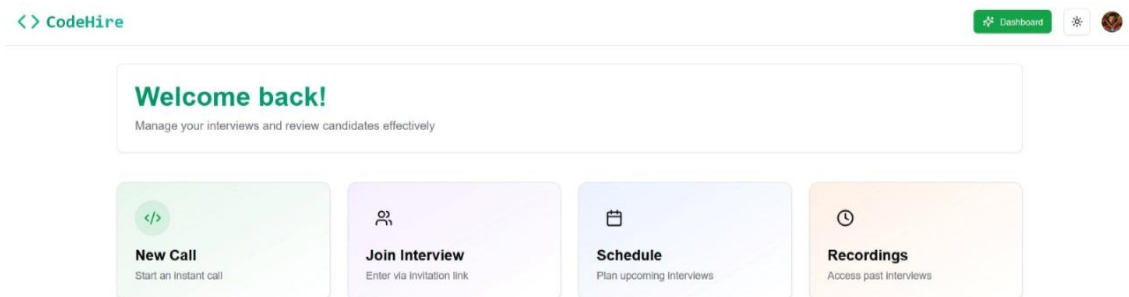 <> CodeHire
Dashboard
Welcome back!
Manage your interviews and review candidates effectively
</>
New Call
Start an instant call
Join Interview
Enter via invitation link
Schedule
Plan upcoming interviews
Recordings
Access past interviews